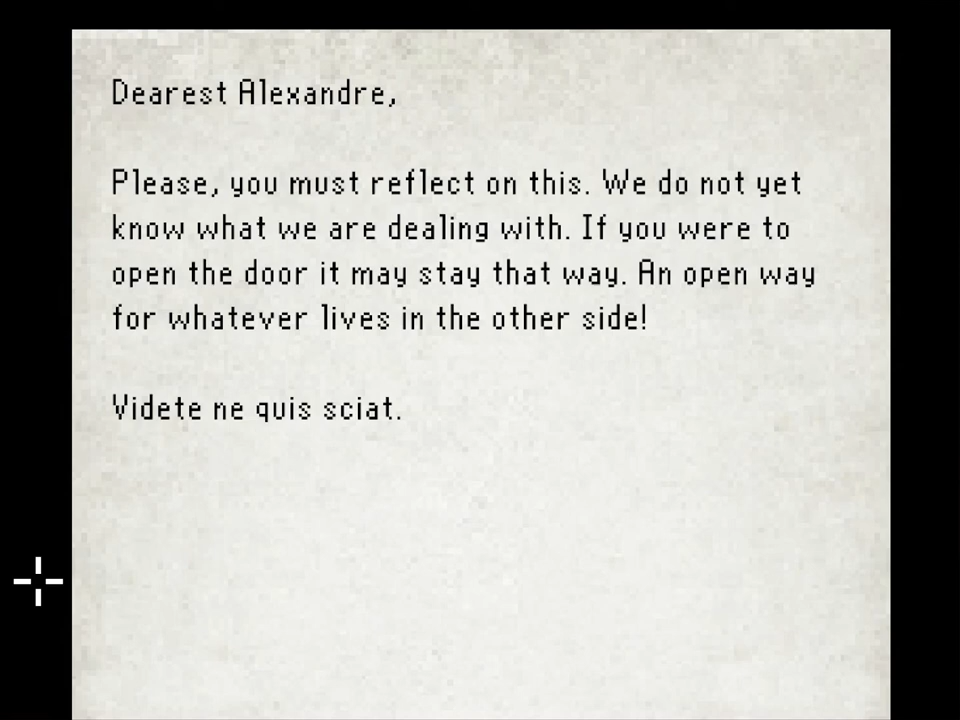 Dearest Alexandre,
Please, you must reflect on this. We do not yet
know what we are dealing with. If you were to
open the door it may stay that way. An open way
for whatever lives in the other side!
Videte ne quis sciat.